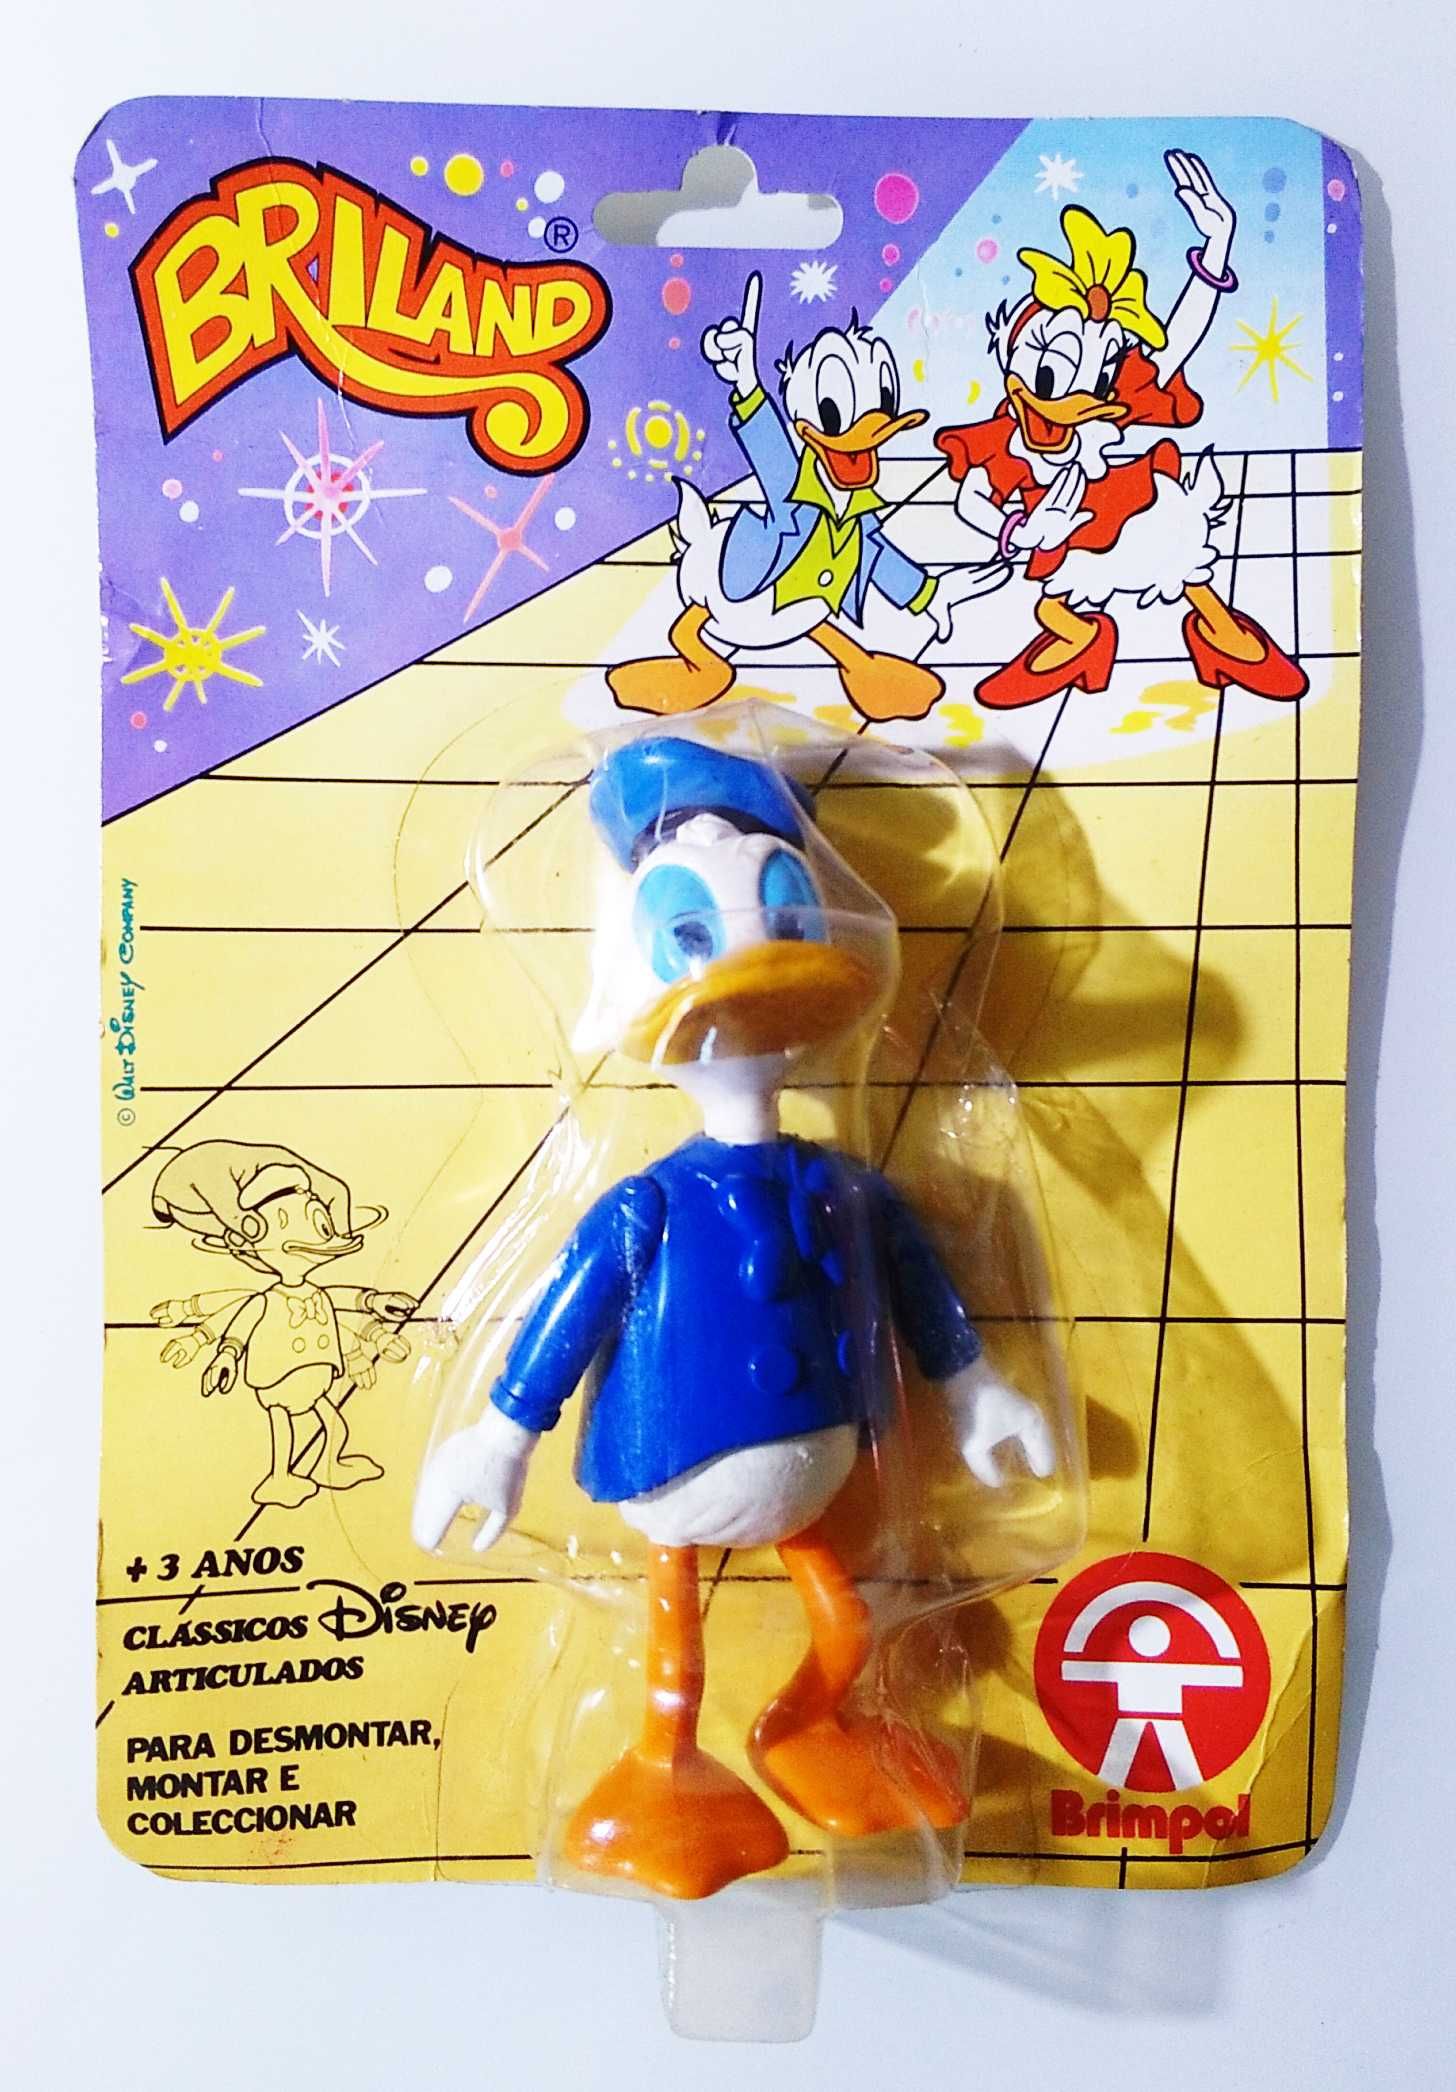 BRILAND ®
© WALT DISNEY COMPANY
+ 3 ANOS
CLÁSSICOS DISNEY
ARTICULADOS
PARA DESMONTAR,
MONTAR E
COLECCIONAR
Brimpol